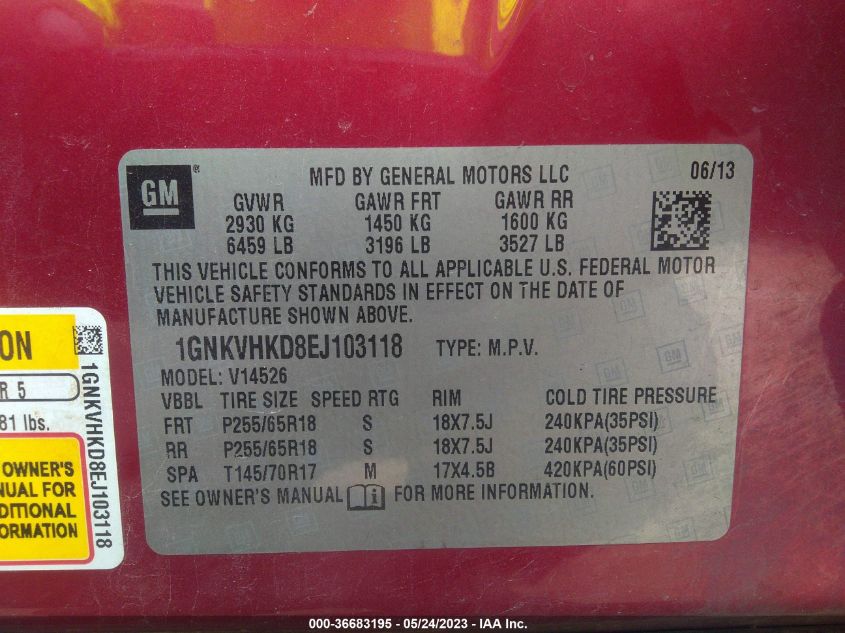 GM
®
MFD BY GENERAL MOTORS LLC 06/13
GVWR GAWR FRT GAWR RR
2930 KG 1450 KG 1600 KG
6459 LB 3196 LB 3527 LB
THIS VEHICLE CONFORMS TO ALL APPLICABLE U.S. FEDERAL MOTOR
VEHICLE SAFETY STANDARDS IN EFFECT ON THE DATE OF
MANUFACTURE SHOWN ABOVE.
1GNKVHKD8EJ103118 TYPE: M.P.V.
MODEL: V14526
VBBL TIRE SIZE SPEED RTG RIM COLD TIRE PRESSURE
FRT P255/65R18 S 18X7.5J 240KPA(35PSI)
RR P255/65R18 S 18X7.5J 240KPA(35PSI)
SPA T145/70R17 M 17X4.5B 420KPA(60PSI)
SEE OWNER'S MANUAL i FOR MORE INFORMATION.
ON
R 5
81 lbs.
OWNER'S
NUAL FOR
DITIONAL
ORMATION
1GNKVHKD8EJ103118
000-36683195 - 05/24/2023 - IAA Inc.